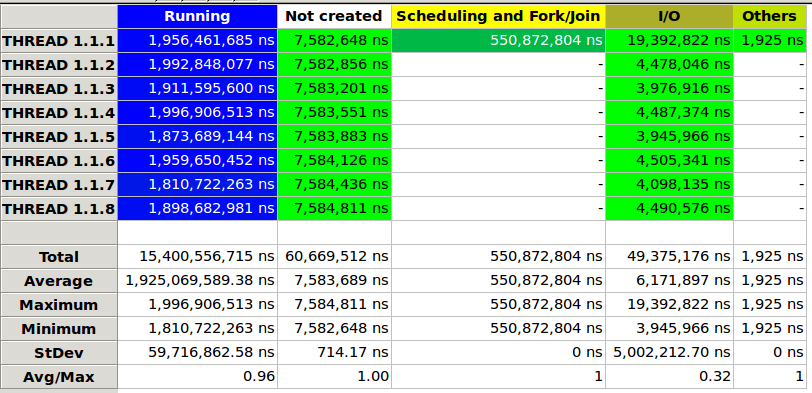 Running Not created Scheduling and Fork/Join I/O Others
THREAD 1.1.1 1,956,461,685 ns 7,582,648 ns 550,872,804 ns 19,392,822 ns 1,925 ns
THREAD 1.1.2 1,992,848,077 ns 7,582,856 ns - 4,478,046 ns -
THREAD 1.1.3 1,911,595,600 ns 7,583,201 ns - 3,976,916 ns -
THREAD 1.1.4 1,996,906,513 ns 7,583,551 ns - 4,487,374 ns -
THREAD 1.1.5 1,873,689,144 ns 7,583,883 ns - 3,945,966 ns -
THREAD 1.1.6 1,959,650,452 ns 7,584,126 ns - 4,505,341 ns -
THREAD 1.1.7 1,810,722,263 ns 7,584,436 ns - 4,098,135 ns -
THREAD 1.1.8 1,898,682,981 ns 7,584,811 ns - 4,490,576 ns -
Total 15,400,556,715 ns 60,669,512 ns 550,872,804 ns 49,375,176 ns 1,925 ns
Average 1,925,069,589.38 ns 7,583,689 ns 550,872,804 ns 6,171,897 ns 1,925 ns
Maximum 1,996,906,513 ns 7,584,811 ns 550,872,804 ns 19,392,822 ns 1,925 ns
Minimum 1,810,722,263 ns 7,582,648 ns 550,872,804 ns 3,945,966 ns 1,925 ns
StDev 59,716,862.58 ns 714.17 ns 0 ns 5,002,212.70 ns 0 ns
Avg/Max 0.96 1.00 1 0.32 1